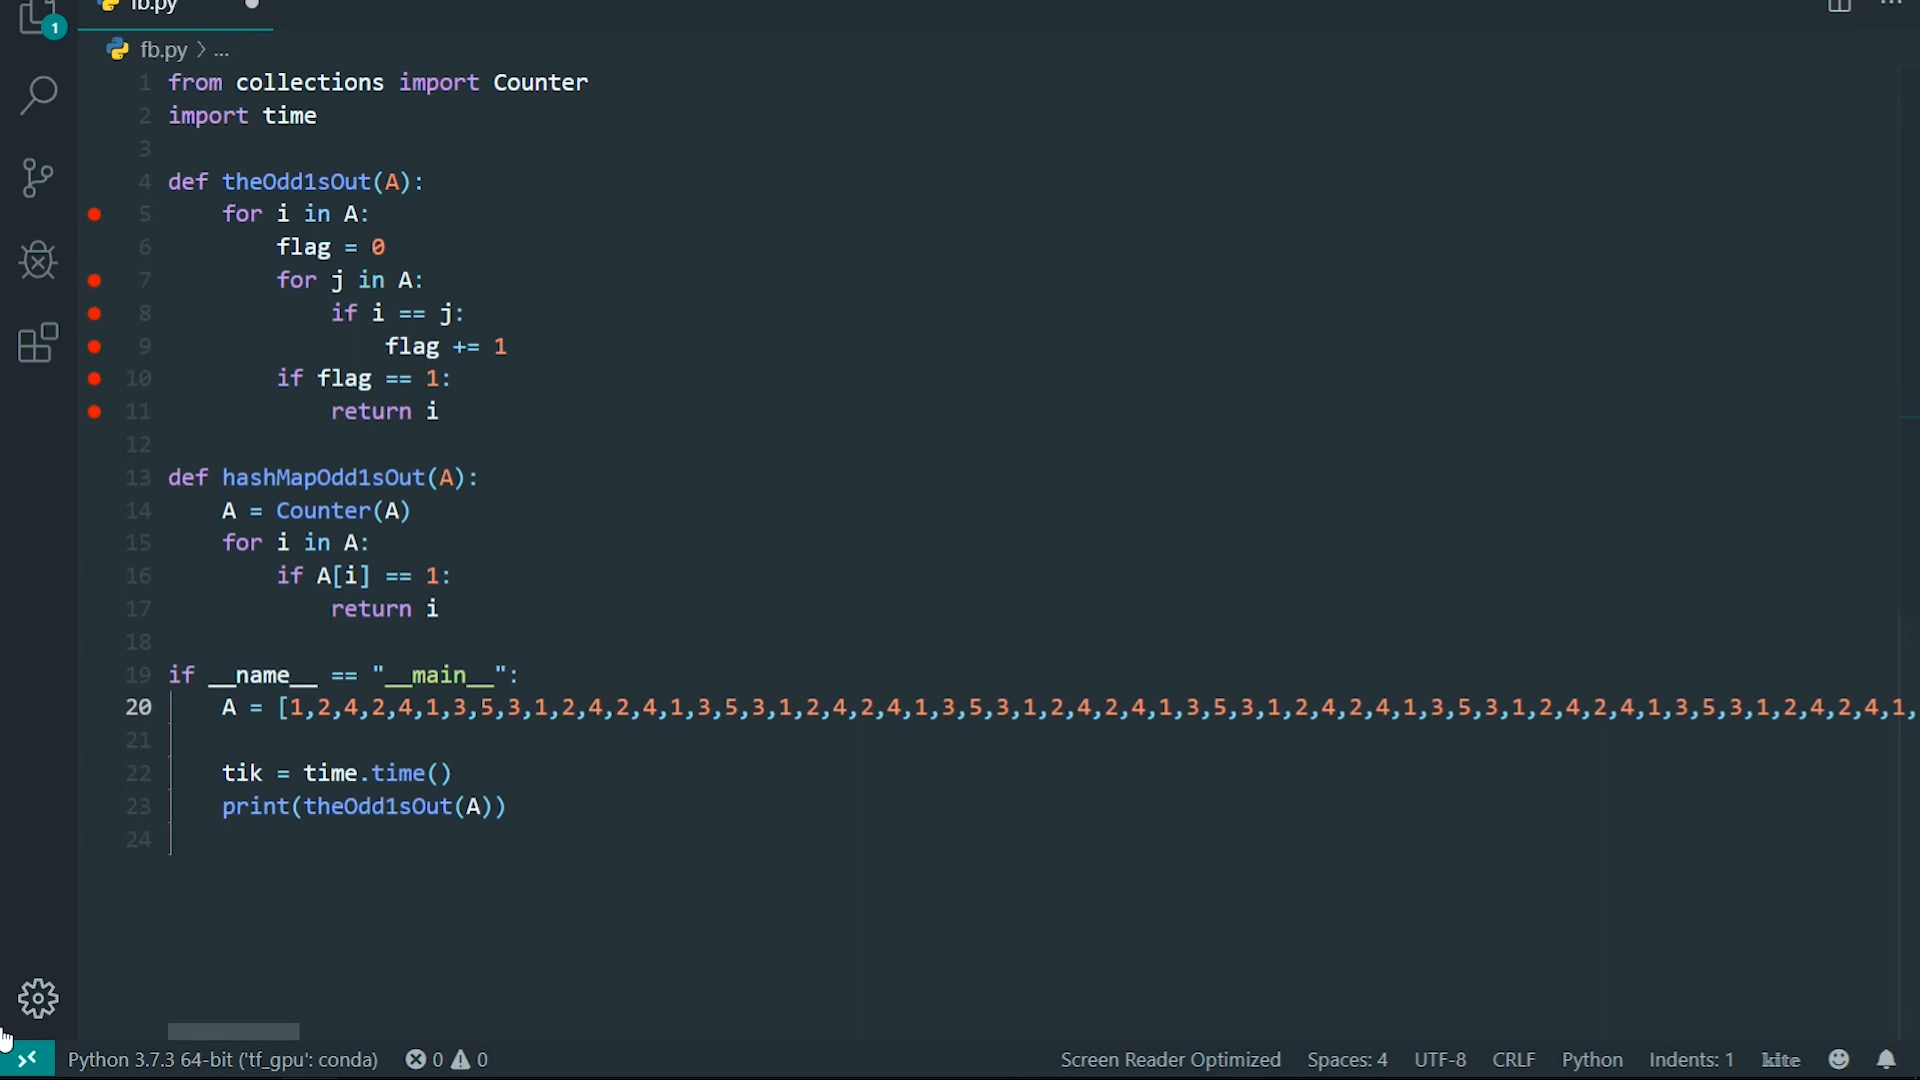 fb.py
1
fb.py > ...
1 from collections import Counter
2 import time
3
4 def theOdd1sOut(A):
5 for i in A:
6 flag = 0
7 for j in A:
8 if i == j:
9 flag += 1
10 if flag == 1:
11 return i
12
13 def hashMapOdd1sOut(A):
14 A = Counter(A)
15 for i in A:
16 if A[i] == 1:
17 return i
18
19 if __name__ == "__main__":
20 A = [1,2,4,2,4,1,3,5,3,1,2,4,2,4,1,3,5,3,1,2,4,2,4,1,3,5,3,1,2,4,2,4,1,3,5,3,1,2,4,2,4,1,3,5,3,1,2,4,2,4,1,3,5,3,1,2,4,2,4,1,
21
22 tik = time.time()
23 print(theOdd1sOut(A))
24
Python 3.7.3 64-bit ('tf_gpu': conda) 0 0 Screen Reader Optimized Spaces: 4 UTF-8 CRLF Python Indents: 1 kite